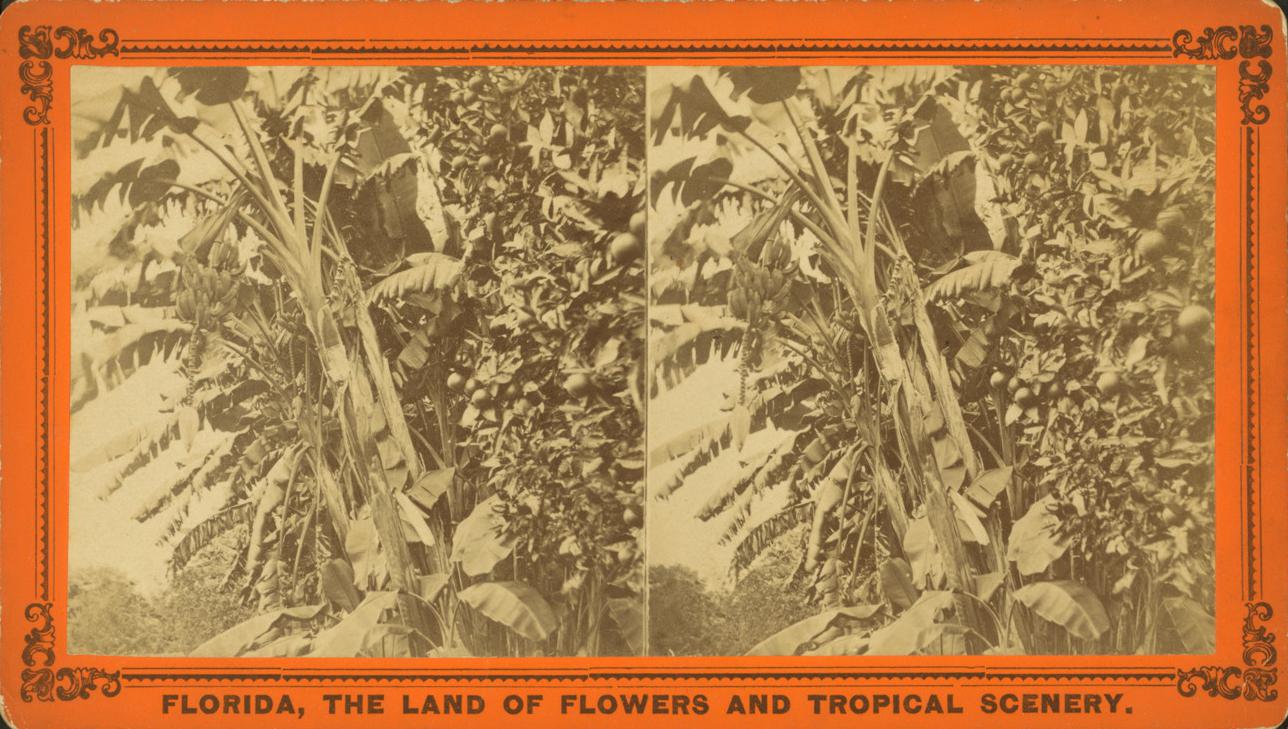 FLORIDA, THE LAND OF FLOWERS AND TROPICAL SCENERY.